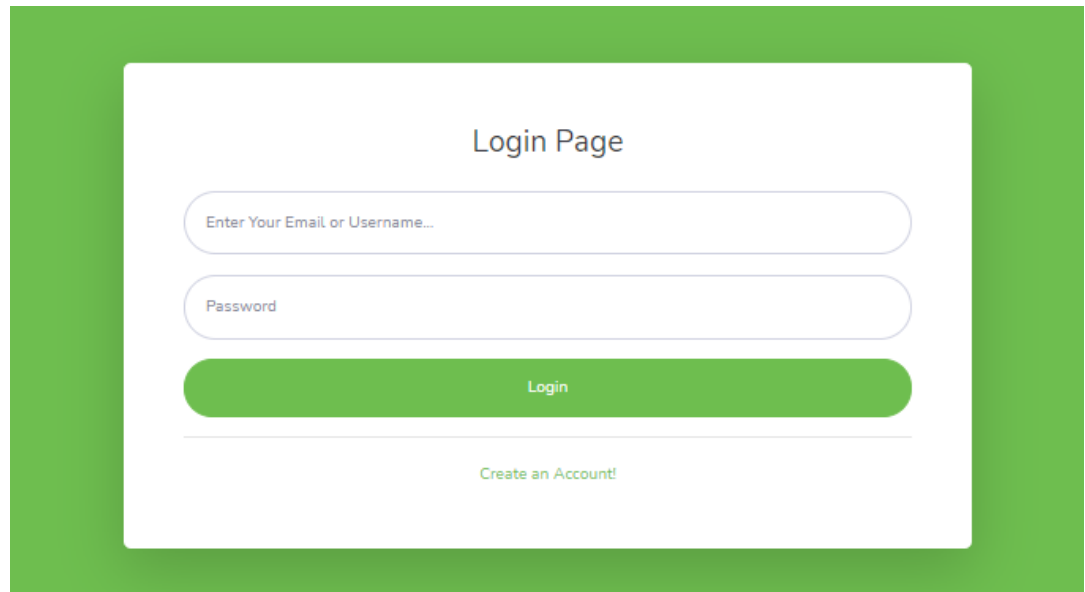 Login Page
Enter Your Email or Username...
Password
Login
Create an Account!